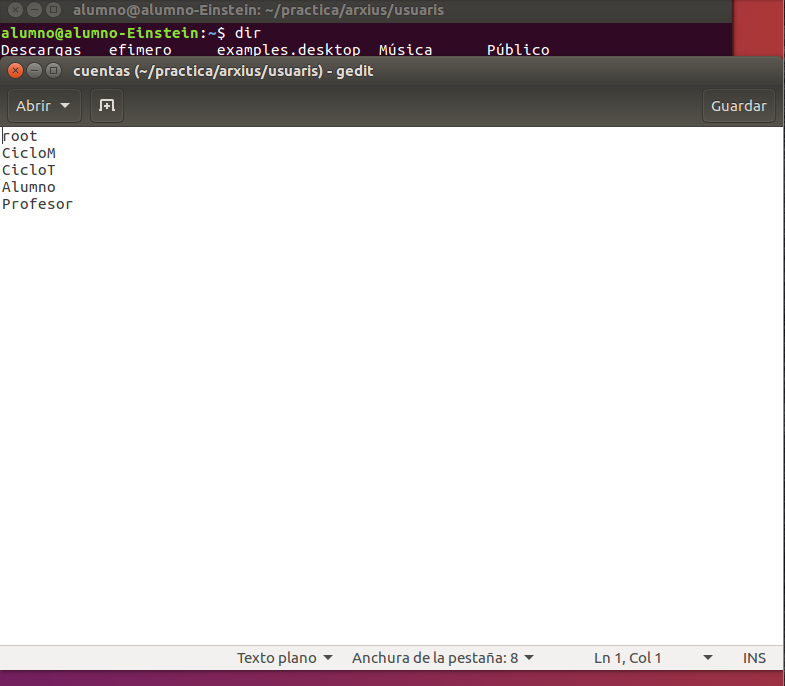 alumno@alumno-Einstein: ~/practica/arxius/usuaris
alumno@alumno-Einstein:~$ dir
Descargas efimero examples.desktop Música Público
cuentas (~/practica/arxius/usuaris) - gedit
Abrir Guardar
root
CicloM
CicloT
Alumno
Profesor
Texto plano Anchura de la pestaña: 8 Ln 1, Col 1 INS